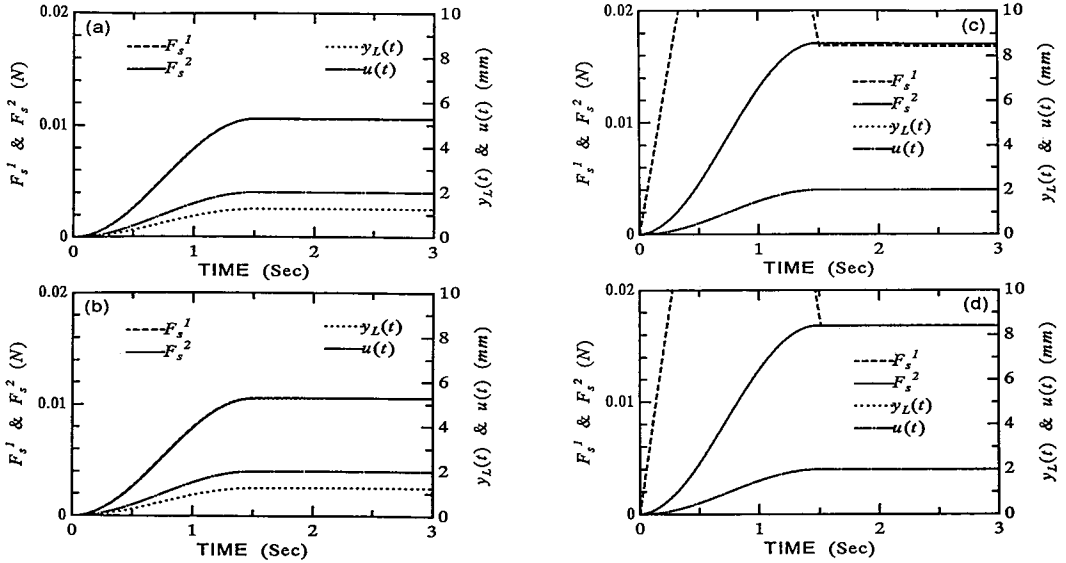 (a)
F_s^1
F_s^2
y_L(t)
u(t)
0.02
0.01
0
10
8
6
4
2
0
0 1 2 3
TIME (Sec)
F_s^1 & F_s^2 (N)
y_L(t) & u(t) (mm)
(b)
F_s^1
F_s^2
y_L(t)
u(t)
0.02
0.01
0
10
8
6
4
2
0
0 1 2 3
TIME (Sec)
F_s^1 & F_s^2 (N)
y_L(t) & u(t) (mm)
(c)
F_s^1
F_s^2
y_L(t)
u(t)
0.02
0.01
0
10
8
6
4
2
0
0 1 2 3
TIME (Sec)
F_s^1 & F_s^2 (N)
y_L(t) & u(t) (mm)
(d)
F_s^1
F_s^2
y_L(t)
u(t)
0.02
0.01
0
10
8
6
4
2
0
0 1 2 3
TIME (Sec)
F_s^1 & F_s^2 (N)
y_L(t) & u(t) (mm)